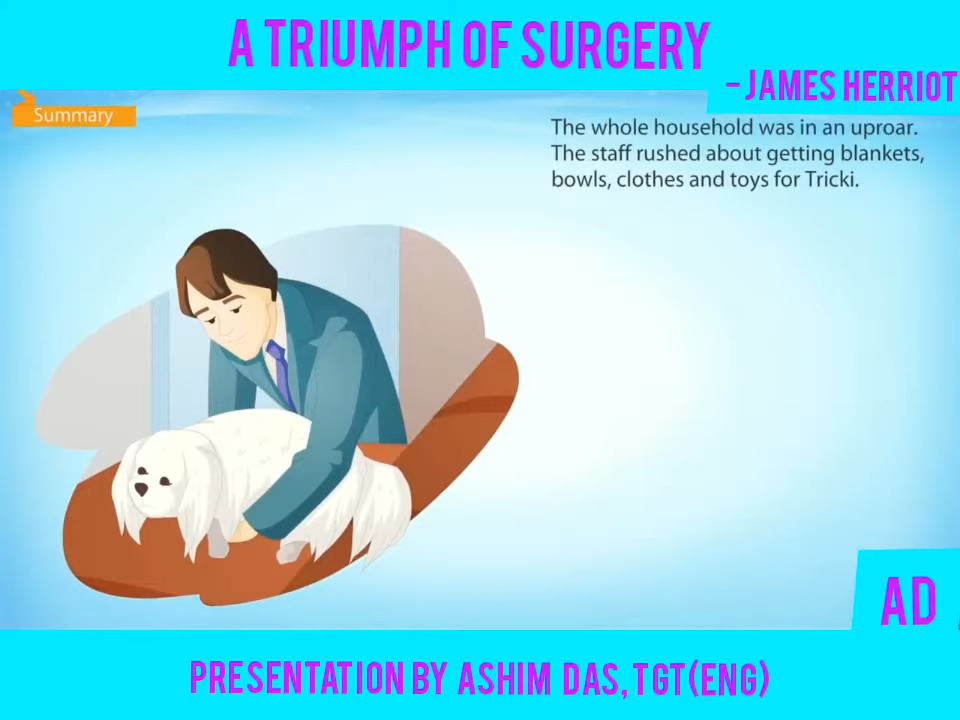 A TRIUMPH OF SURGERY
– JAMES HERRIOT
Summary
The whole household was in an uproar.
The staff rushed about getting blankets,
bowls, clothes and toys for Tricki.
AD
PRESENTATION BY ASHIM DAS, TGT(ENG)